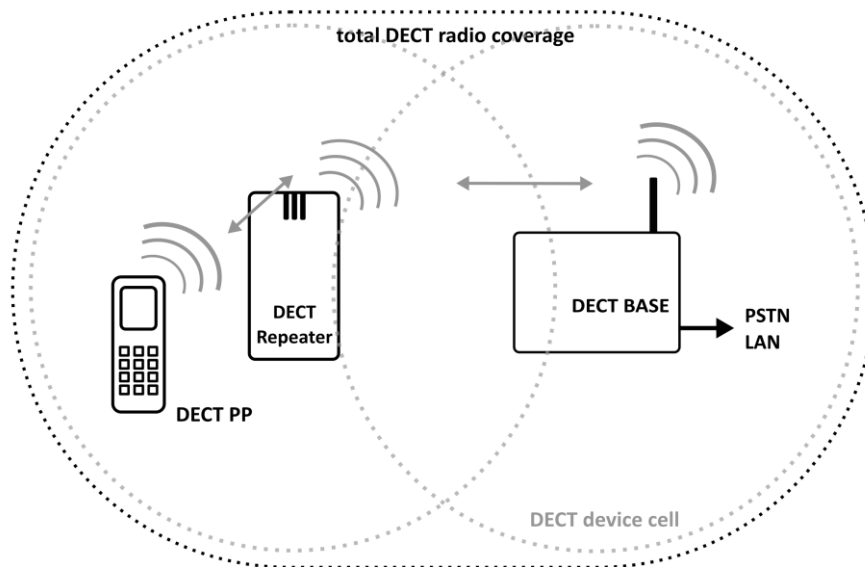 total DECT radio coverage
DECT
Repeater
DECT BASE
PSTN
LAN
DECT PP
DECT device cell